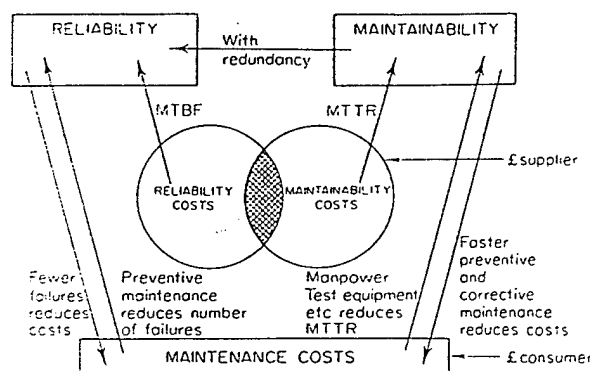 RELIABILITY
With
redundancy
MAINTAINABILITY
MTBF
MTTR
£supplier
RELIABILITY
COSTS
MAINTAINABILITY
COSTS
Fewer
failures
reduces
costs
Preventive
maintenance
reduces number
of failures
Manpower
Test equipment
etc reduces
MTTR
Faster
preventive
and
corrective
maintenance
reduces costs
MAINTENANCE COSTS
£consumer